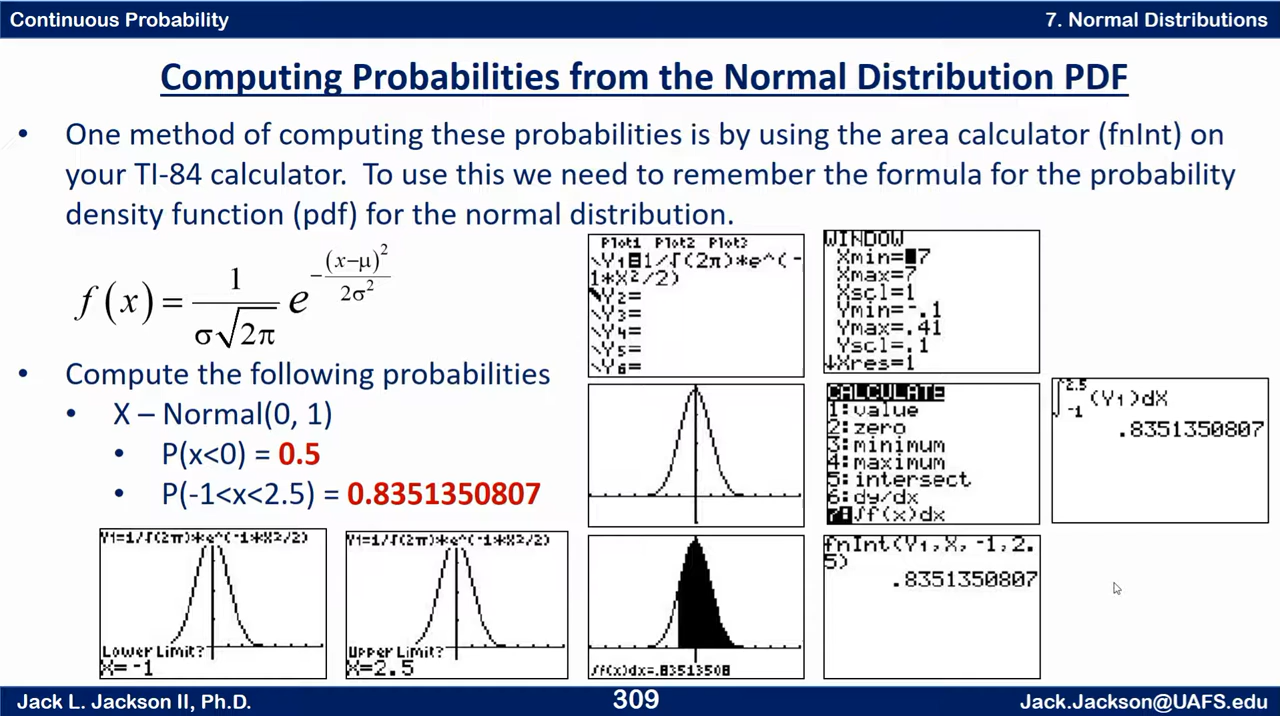 Continuous Probability
7. Normal Distributions
Computing Probabilities from the Normal Distribution PDF
• One method of computing these probabilities is by using the area calculator (fnInt) on
your TI-84 calculator. To use this we need to remember the formula for the probability
density function (pdf) for the normal distribution.
f(x) = 1/(σ√(2π)) e^(−(x−μ)²/(2σ²))
• Compute the following probabilities
• X – Normal(0, 1)
• P(x<0) = 0.5
• P(-1<x<2.5) = 0.8351350807
Plot1 Plot2 Plot3
\Y1=1/√(2π)*e^(-
1*X²/2)
\Y2=
\Y3=
\Y4=
\Y5=
\Y6=
WINDOW
Xmin=-7
Xmax=7
Xscl=1
Ymin=-.1
Ymax=.41
Yscl=.1
↓Xres=1
CALCULATE
1:value
2:zero
3:minimum
4:maximum
5:intersect
6:dy/dx
7:∫f(x)dx
∫ 2.5 -1 (Y1)dX
.8351350807
Y1=1/√(2π)*e^(-1*X²/2)
Lower Limit?
X=-1
Y1=1/√(2π)*e^(-1*X²/2)
Upper Limit?
X=2.5
∫f(x)dx=.83513508
fnInt(Y1,X,-1,2.
5)
.8351350807
Jack L. Jackson II, Ph.D.
309
Jack.Jackson@UAFS.edu